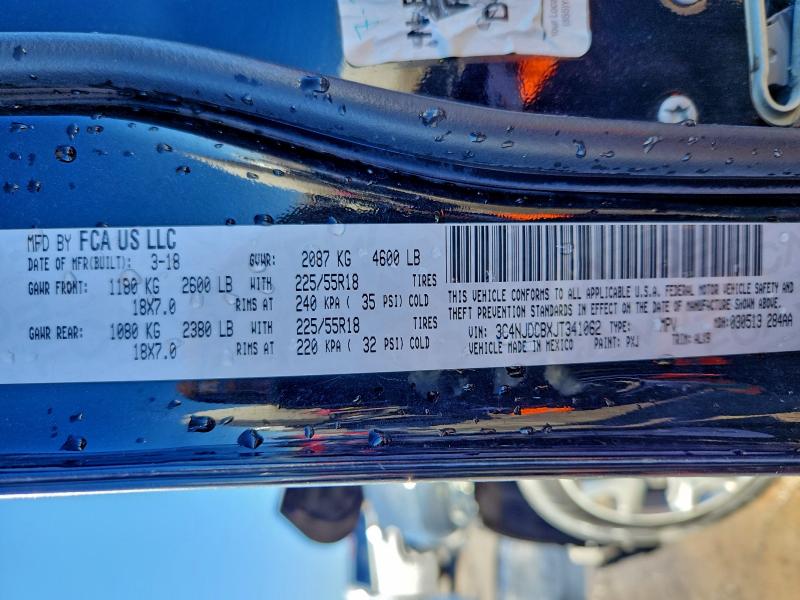 MFD BY FCA US LLC
DATE OF MFR(BUILT): 3-18 GVWR: 2087 KG 4600 LB
GAWR FRONT: 1180 KG 2600 LB WITH 225/55R18 TIRES
18X7.0 RIMS AT 240 KPA ( 35 PSI) COLD
GAWR REAR: 1080 KG 2380 LB WITH 225/55R18 TIRES
18X7.0 RIMS AT 220 KPA ( 32 PSI) COLD
THIS VEHICLE CONFORMS TO ALL APPLICABLE U.S.A. FEDERAL MOTOR VEHICLE SAFETY AND
THEFT PREVENTION STANDARDS IN EFFECT ON THE DATE OF MANUFACTURE SHOWN ABOVE.
VIN: 3C4NJDCBXJT341062 TYPE: MPV MDH:030513 284AA
VEHICLE MADE IN MEXICO PAINT: PXJ TRIM: